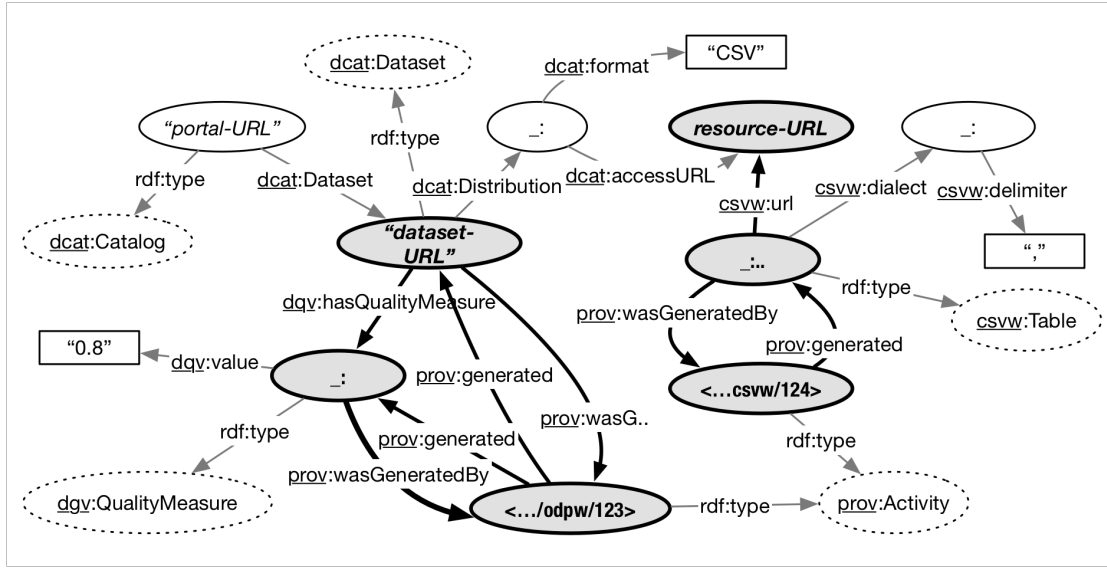 dcat:Dataset
dcat:format
“CSV”
“portal-URL”
_:
resource-URL
_:
rdf:type
rdf:type
dcat:Dataset
dcat:Distribution
dcat:accessURL
csvw:dialect
csvw:delimiter
csvw:url
dcat:Catalog
“dataset-
URL”
_:..
“,”
rdf:type
dqv:hasQualityMeasure
prov:wasGeneratedBy
csvw:Table
“0.8”
dqv:value
prov:generated
_:
prov:generated
<...csvw/124>
prov:wasG..
rdf:type
prov:generated
rdf:type
prov:wasGeneratedBy
dgv:QualityMeasure
<.../odpw/123>
rdf:type
prov:Activity